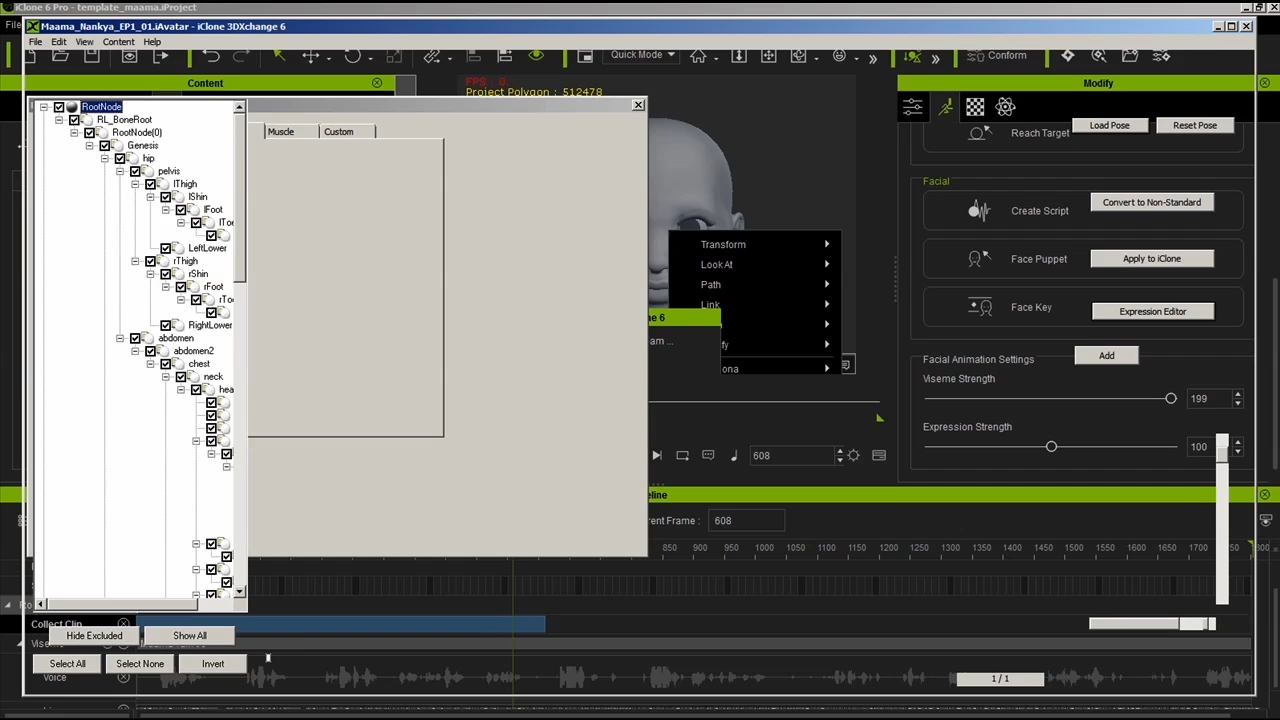 iClone 6 Pro - template_maama.iProject
Maama_Nankya_EP1_01.iAvatar - iClone 3DXchange 6
File Edit View Content Help
Quick Mode
Conform
Content
FPS : 0
Project Polygon : 512478
Modify
RootNode
RL_BoneRoot
RootNode(0)
Genesis
hip
pelvis
lThigh
lShin
lFoot
LeftLower
rThigh
rShin
rFoot
RightLower
abdomen
abdomen2
chest
neck
Muscle Custom
Transform
Look At
Path
Link
Reach Target
Load Pose
Reset Pose
Facial
Create Script
Convert to Non-Standard
Face Puppet
Apply to iClone
Face Key
Expression Editor
Facial Animation Settings
Add
Viseme Strength
199
Expression Strength
100
608
608
850 900 950 1000 1050 1100 1150 1200 1250 1300 1350 1400 1450 1500 1550 1600 1650 1700
Collect Clip
Hide Excluded
Show All
Select All
Select None
Invert
Voice
1 / 1